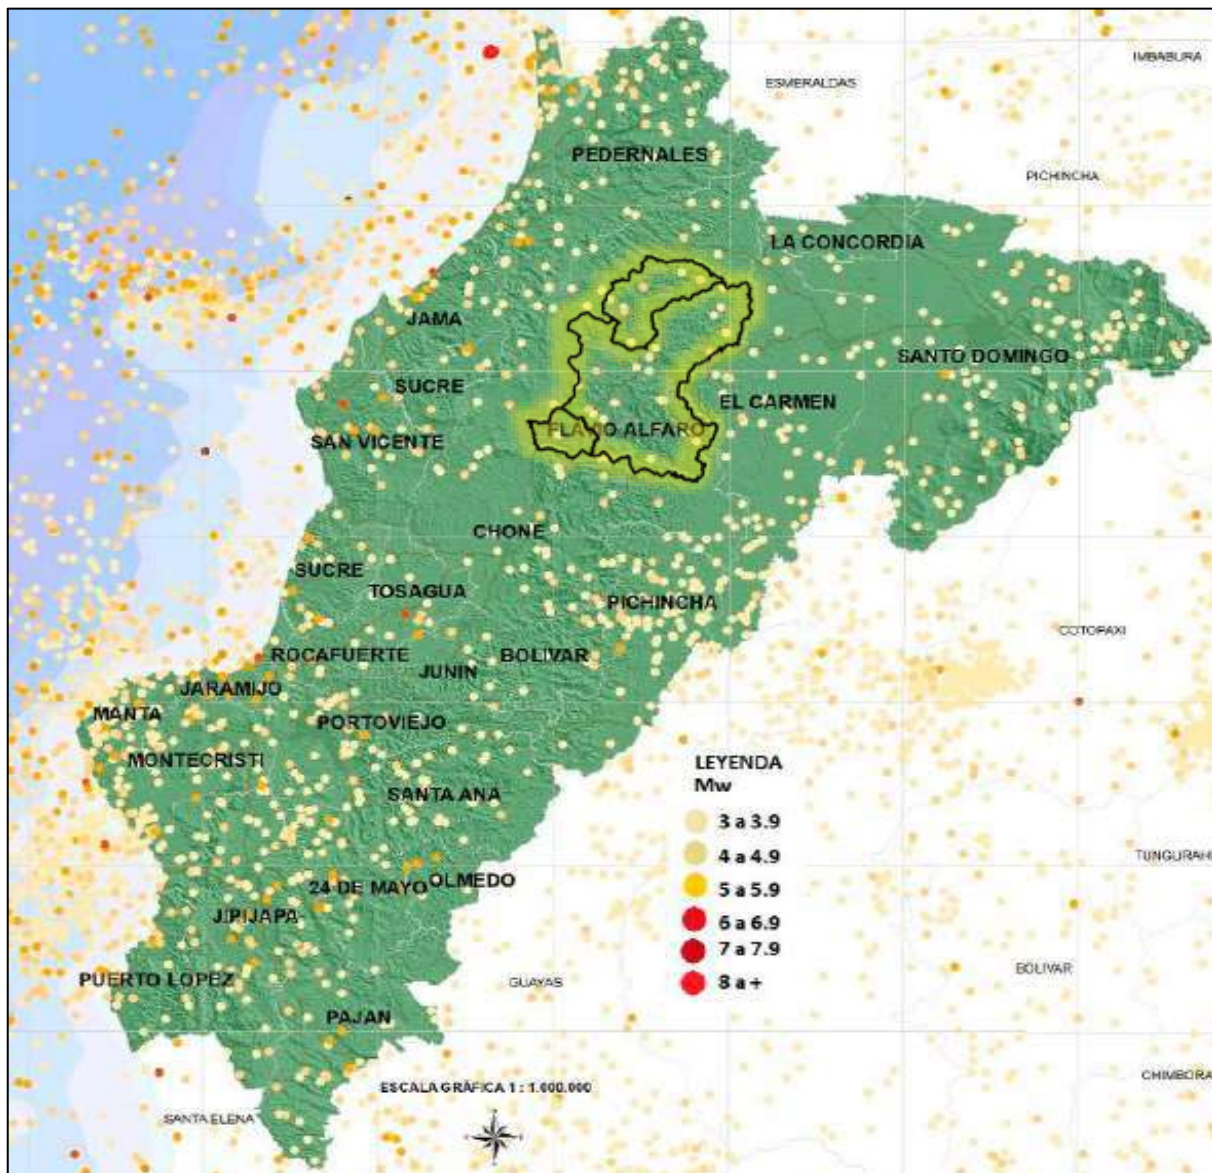 IMBABURA
ESMERALDAS
PEDERNALES
PICHINCHA
LA CONCORDIA
JAMA
SANTO DOMINGO
SUCRE
EL CARMEN
FLAVIO ALFARO
SAN VICENTE
CHONE
SUCRE
TOSAGUA
PICHINCHA
COTOPAXI
ROCAFUERTE
BOLIVAR
JUNIN
JARAMIJO
MANTA
PORTOVIEJO
MONTECRISTI
LEYENDA
Mw
SANTA ANA
3 a 3.9
4 a 4.9
TUNGURAH
24 DE MAYO
OLMEDO
5 a 5.9
JIPIJAPA
6 a 6.9
7 a 7.9
PUERTO LOPEZ
GUAYAS
8 a +
BOLIVAR
PAJAN
CHIMBORA
ESCALA GRÁFICA 1 : 1.000.000
SANTA ELENA